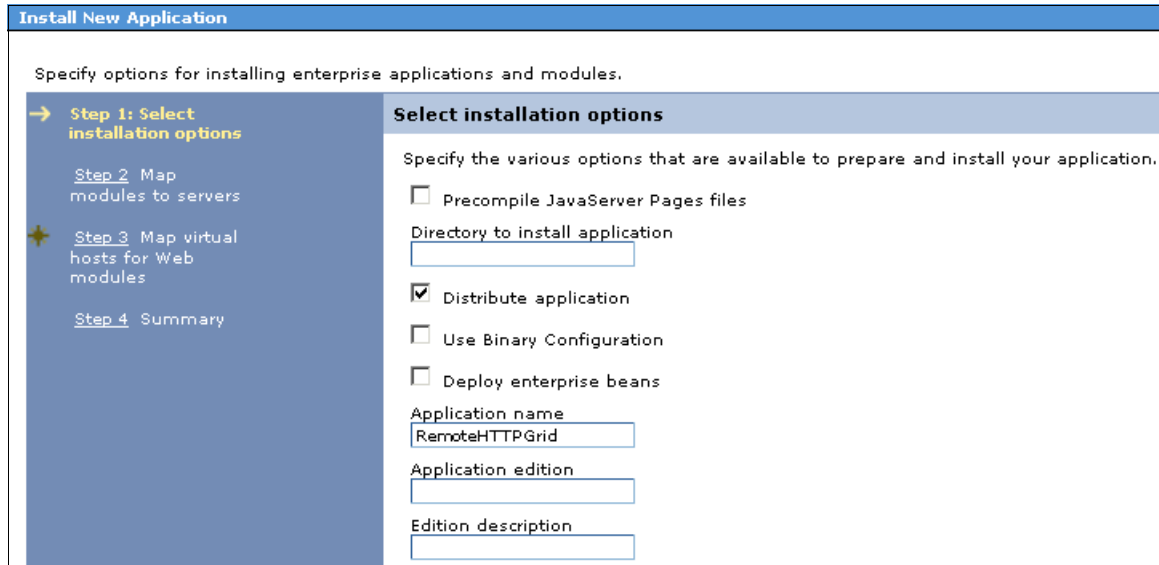 Install New Application
Specify options for installing enterprise applications and modules.
Step 1: Select
installation options
Step 2 Map
modules to servers
Step 3 Map virtual
hosts for Web
modules
Step 4 Summary
Select installation options
Specify the various options that are available to prepare and install your application.
Precompile JavaServer Pages files
Directory to install application
Distribute application
Use Binary Configuration
Deploy enterprise beans
Application name
RemoteHTTPGrid
Application edition
Edition description